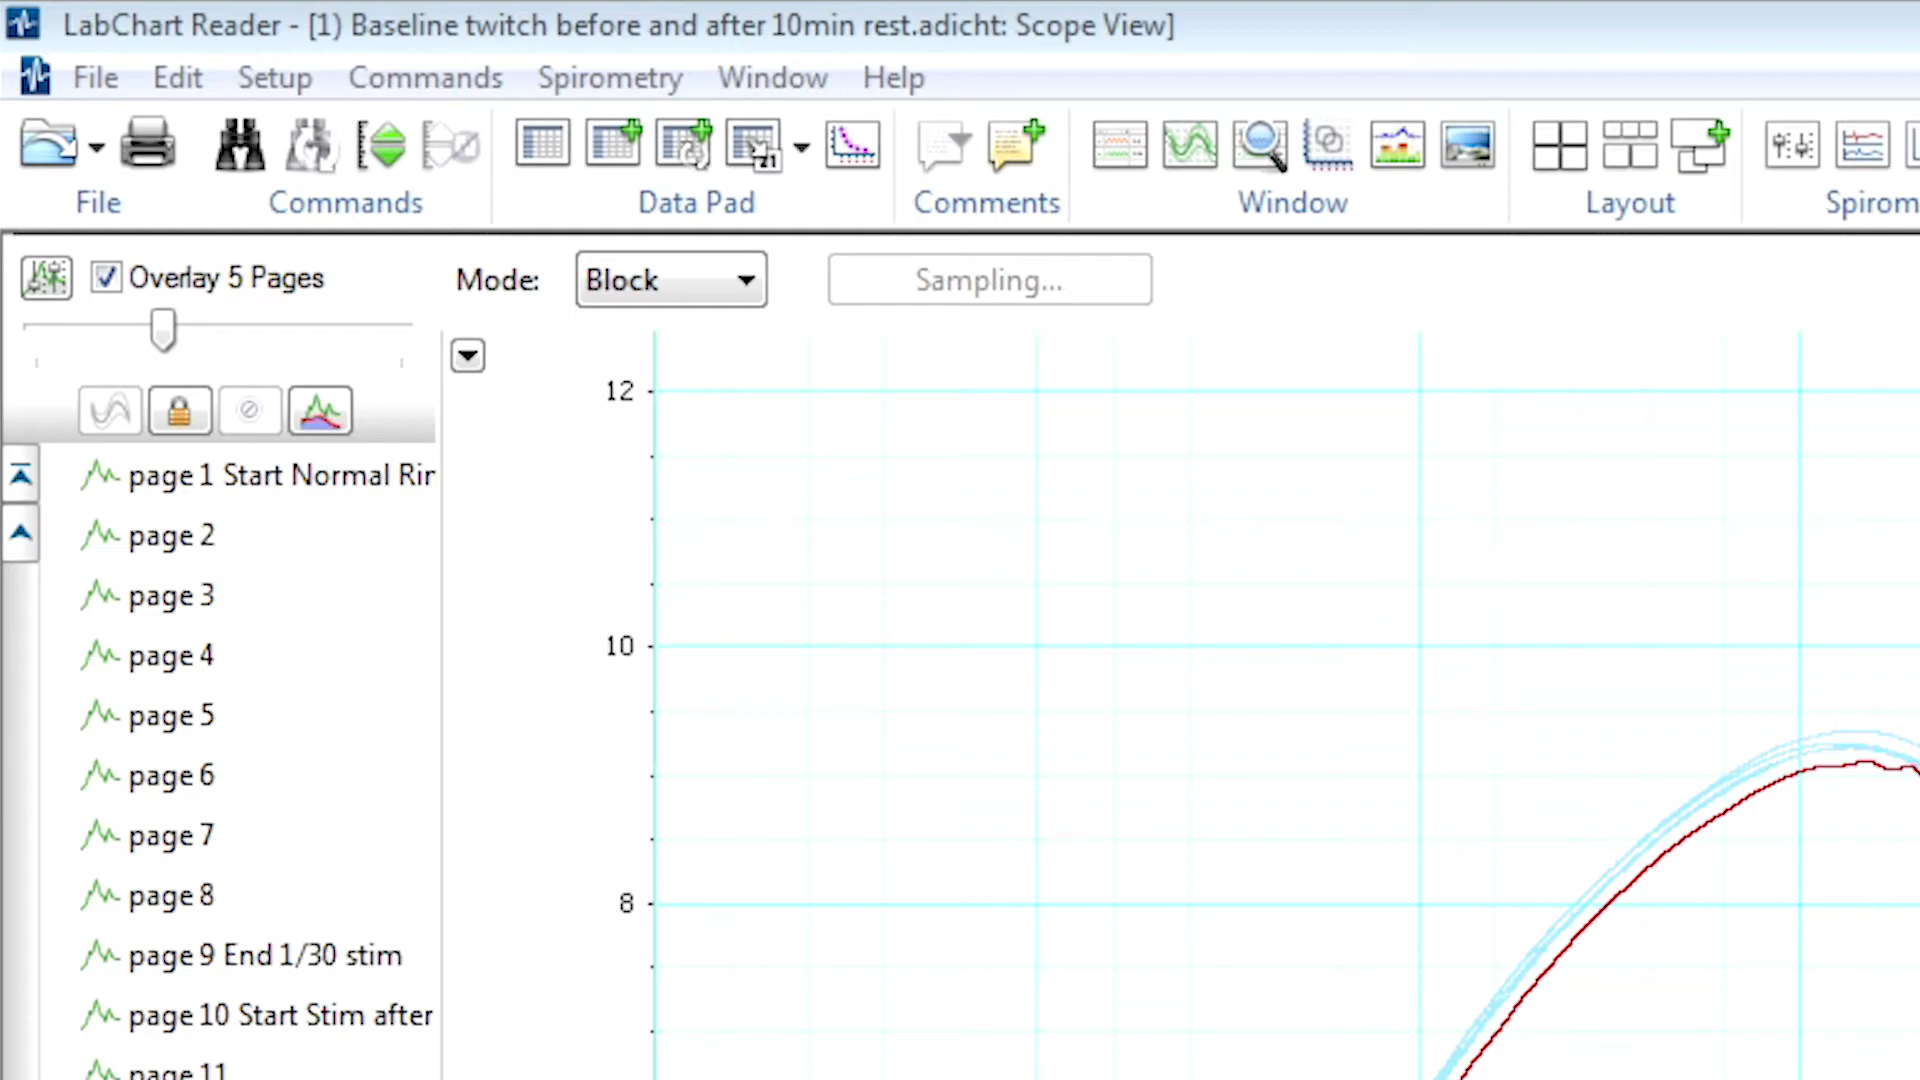 LabChart Reader - [1) Baseline twitch before and after 10min rest.adicht: Scope View]
File Edit Setup Commands Spirometry Window Help
File Commands Data Pad Comments Window Layout Spirom
Overlay 5 Pages Mode: Block Sampling...
12
10
8
page 1 Start Normal Rin
page 2
page 3
page 4
page 5
page 6
page 7
page 8
page 9 End 1/30 stim
page 10 Start Stim after
page 11